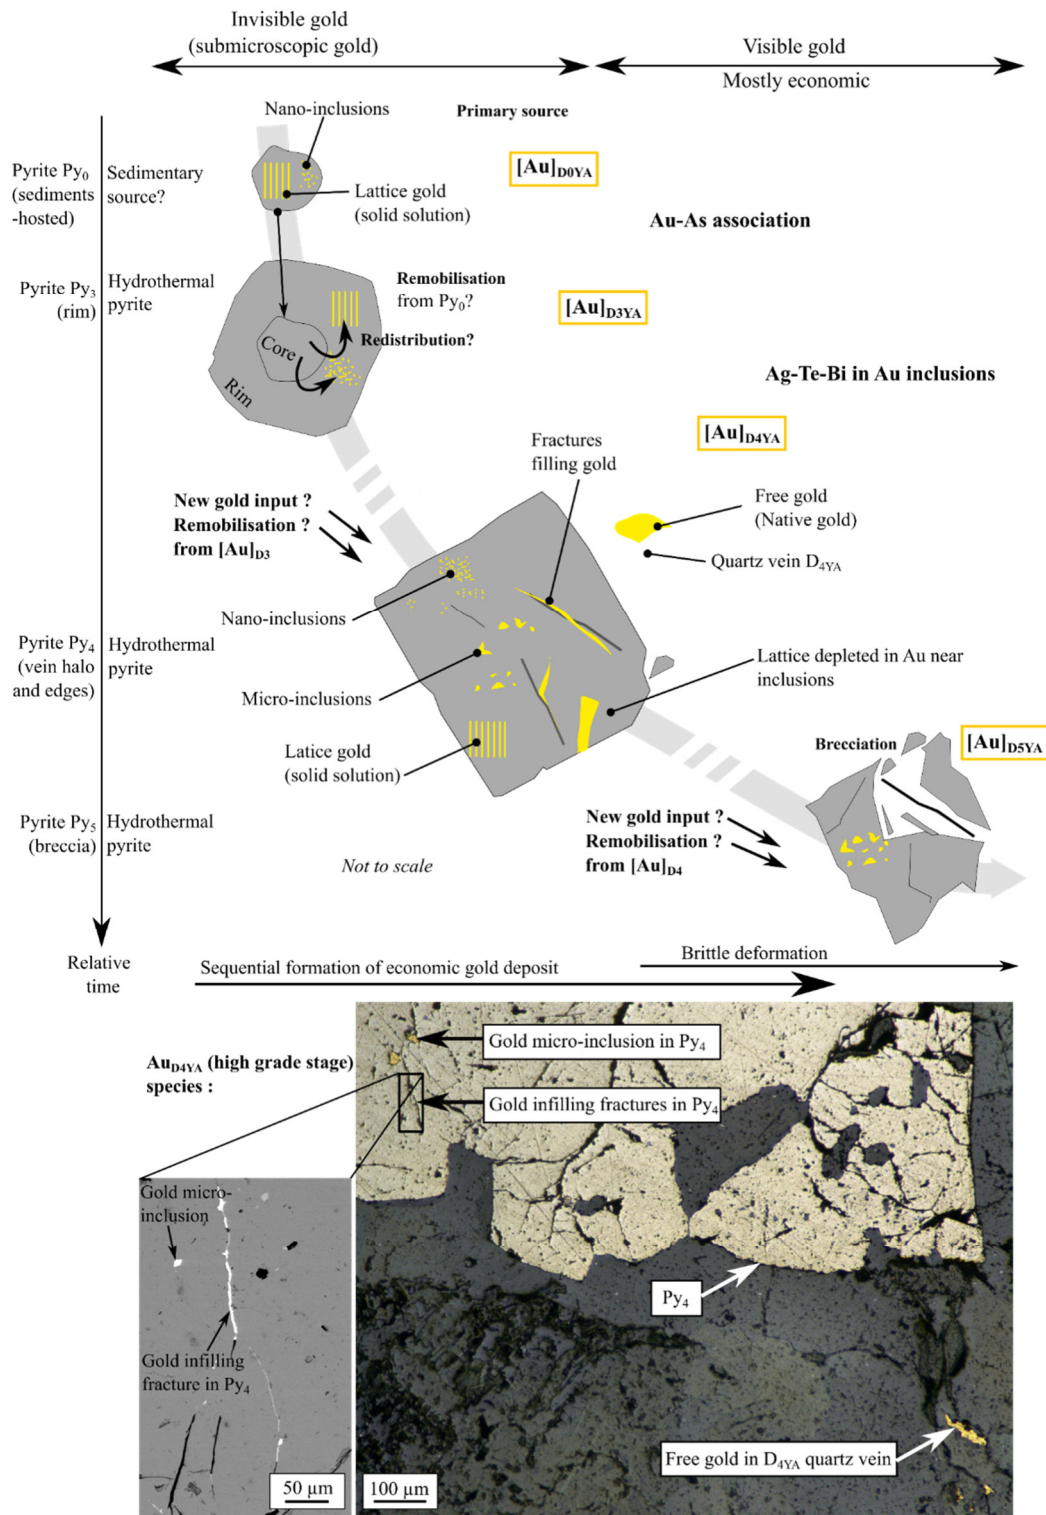 Invisible gold
(submicroscopic gold)
Visible gold
Mostly economic
Nano-inclusions
Primary source
Pyrite Py0
(sediments
-hosted)
Sedimentary
source?
[Au]D0YA
Lattice gold
(solid solution)
Au-As association
Pyrite Py3
(rim)
Hydrothermal
pyrite
Remobilisation
from Py0?
[Au]D3YA
Redistribution?
Core
Rim
Ag-Te-Bi in Au inclusions
[Au]D4YA
Fractures
filling gold
New gold input ?
Remobilisation ?
from [Au]D3
Free gold
(Native gold)
Quartz vein D4YA
Nano-inclusions
Pyrite Py4
(vein halo
and edges)
Hydrothermal
pyrite
Lattice depleted in Au near
inclusions
Micro-inclusions
Latice gold
(solid solution)
Brecciation
[Au]D5YA
Pyrite Py5
(breccia)
Hydrothermal
pyrite
New gold input ?
Remobilisation ?
from [Au]D4
Not to scale
Relative
time
Sequential formation of economic gold deposit
Brittle deformation
AuD4YA (high grade stage)
species :
Gold micro-inclusion in Py4
Gold infilling fractures in Py4
Gold micro-
inclusion
Py4
Gold infilling
fracture in Py4
Free gold in D4YA quartz vein
50 µm
100 µm